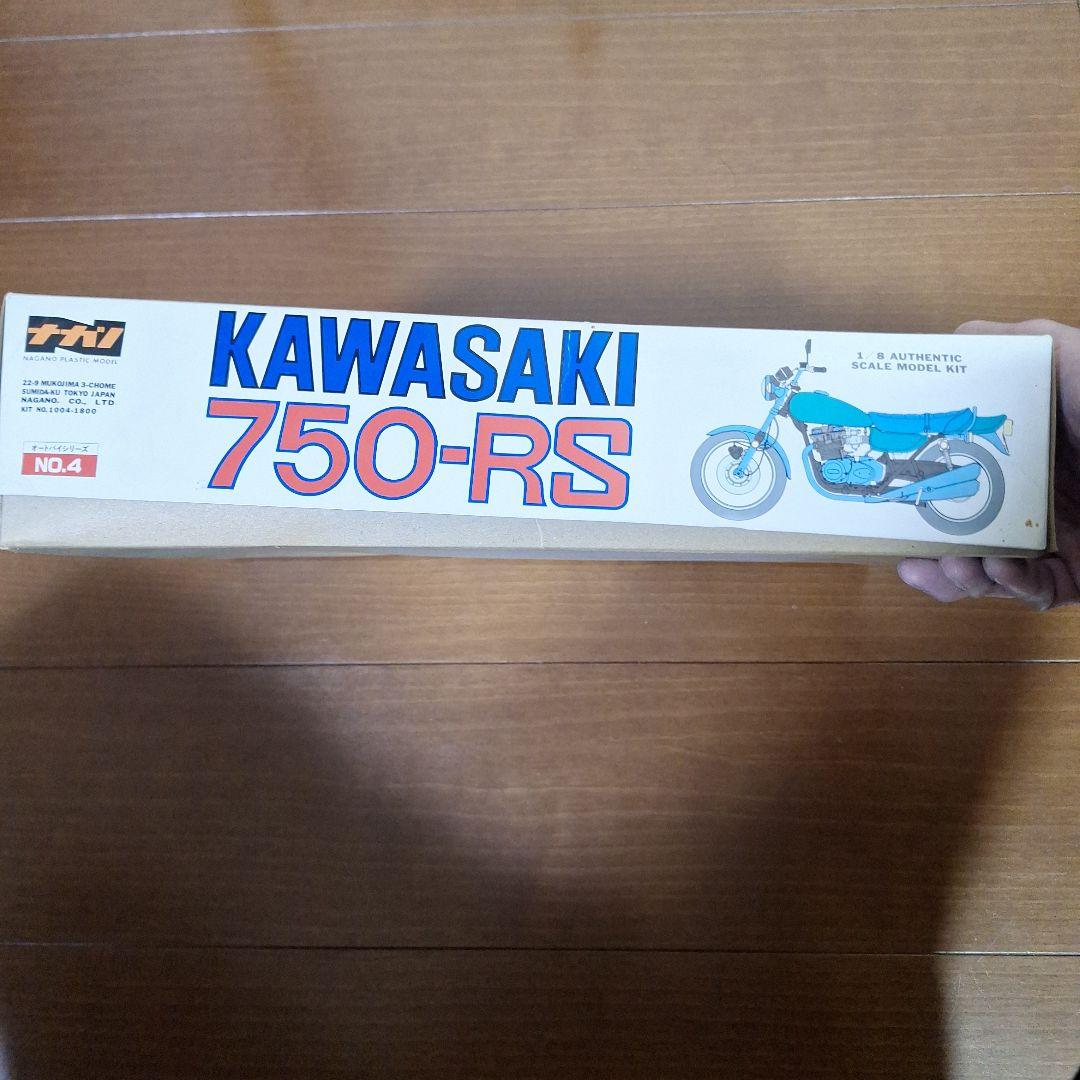 ナガノ
NAGANO PLASTIC MODEL
22-9 MUKOJIMA 3-CHOME
SUMIDA-KU TOKYO JAPAN
NAGANO. CO., LTD
KIT NO.1004-1800
オートバイシリーズ
NO.4
KAWASAKI
750-RS
1/8 AUTHENTIC
SCALE MODEL KIT